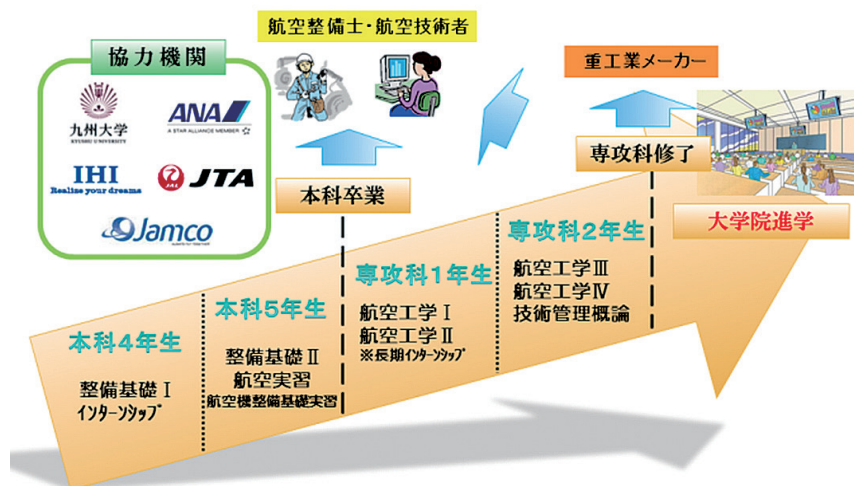 協力機関
九州大学
KYUSHU UNIVERSITY
ANA
A STAR ALLIANCE MEMBER
IHI
Realize your dreams
JAL
JTA
Jamco
航空整備士・航空技術者
重工業メーカー
本科卒業
専攻科修了
大学院進学
本科4年生
整備基礎Ⅰ
インターンシップ
本科5年生
整備基礎Ⅱ
航空実習
航空機整備基礎実習
専攻科1年生
航空工学Ⅰ
航空工学Ⅱ
※長期インターンシップ
専攻科2年生
航空工学Ⅲ
航空工学Ⅳ
技術管理概論